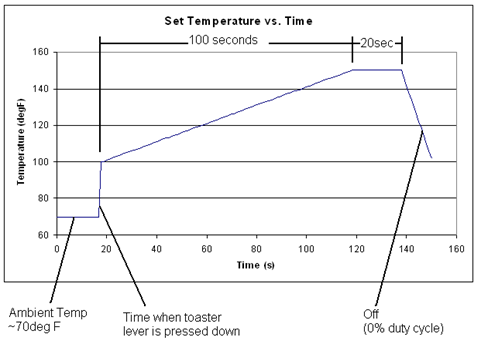 Set Temperature vs. Time
100 seconds
20sec
160
140
120
100
80
60
Temperature (degF)
0
20
40
60
80
100
120
140
160
Time (s)
Ambient Temp
~70deg F
Time when toaster
lever is pressed down
Off
(0% duty cycle)